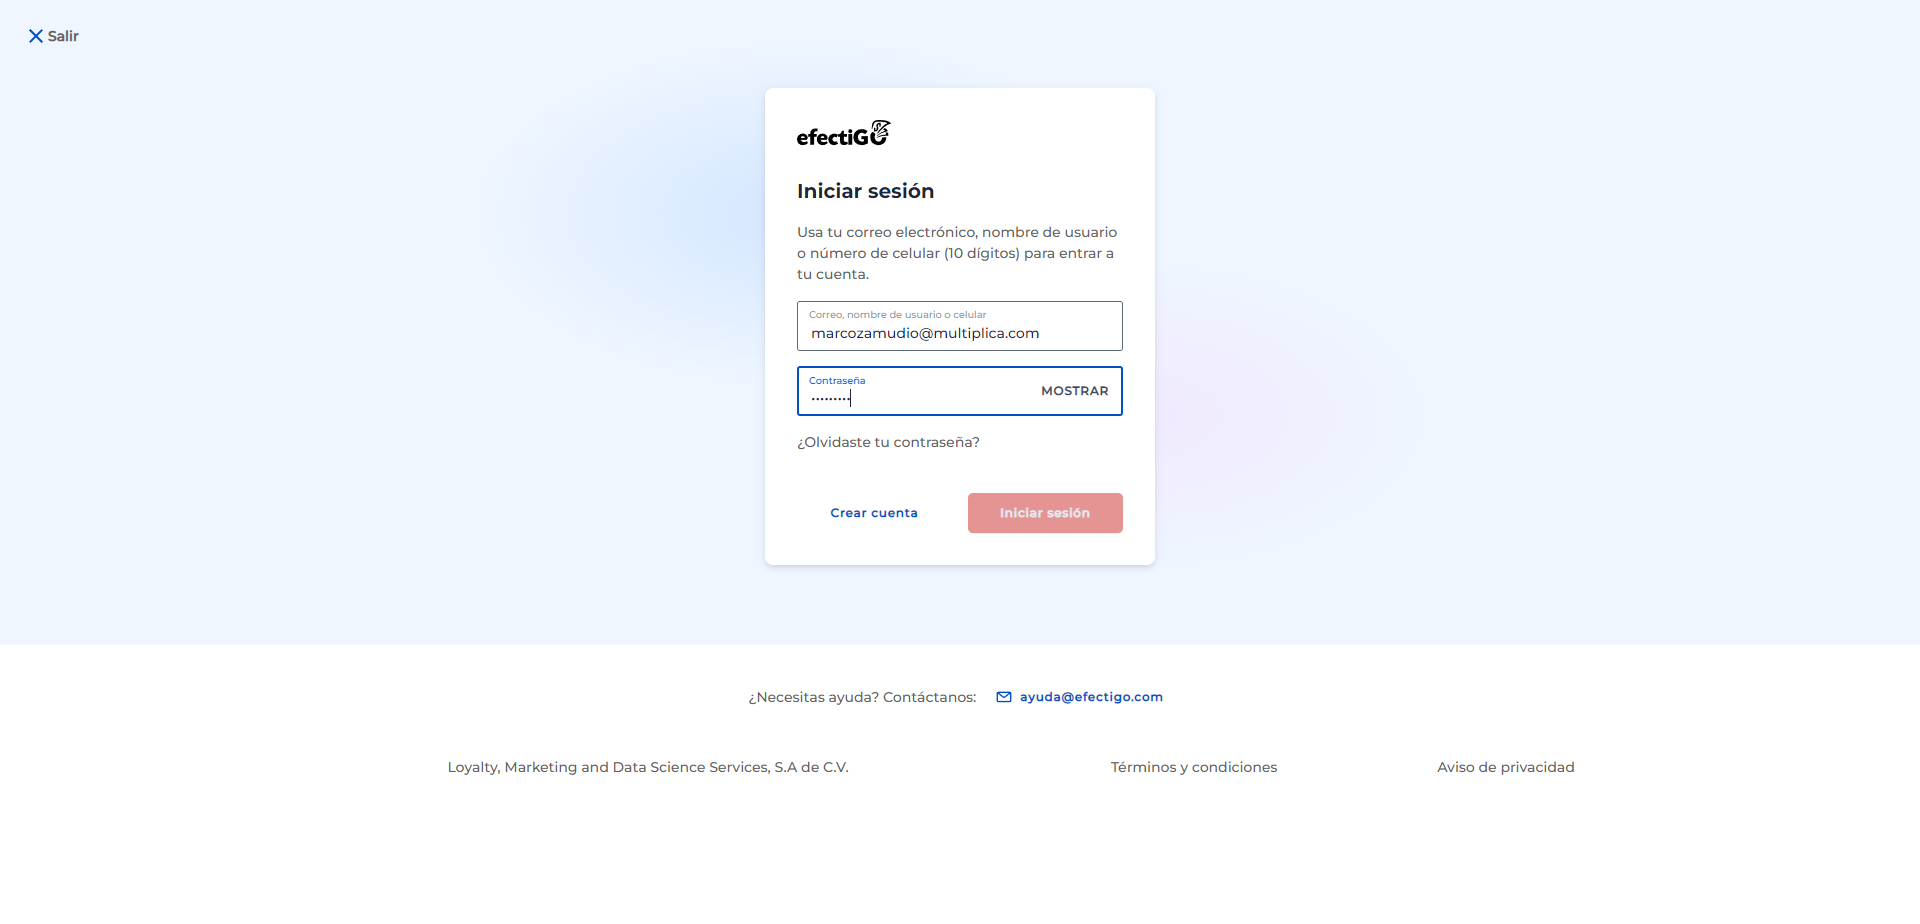 Salir
efectiGO
Iniciar sesión
Usa tu correo electrónico, nombre de usuario
o número de celular (10 dígitos) para entrar a
tu cuenta.
Correo, nombre de usuario o celular
marcozamudio@multiplica.com
Contraseña
•••••••••
MOSTRAR
¿Olvidaste tu contraseña?
Crear cuenta
Iniciar sesión
¿Necesitas ayuda? Contáctanos:
ayuda@efectigo.com
Loyalty, Marketing and Data Science Services, S.A de C.V.
Términos y condiciones
Aviso de privacidad